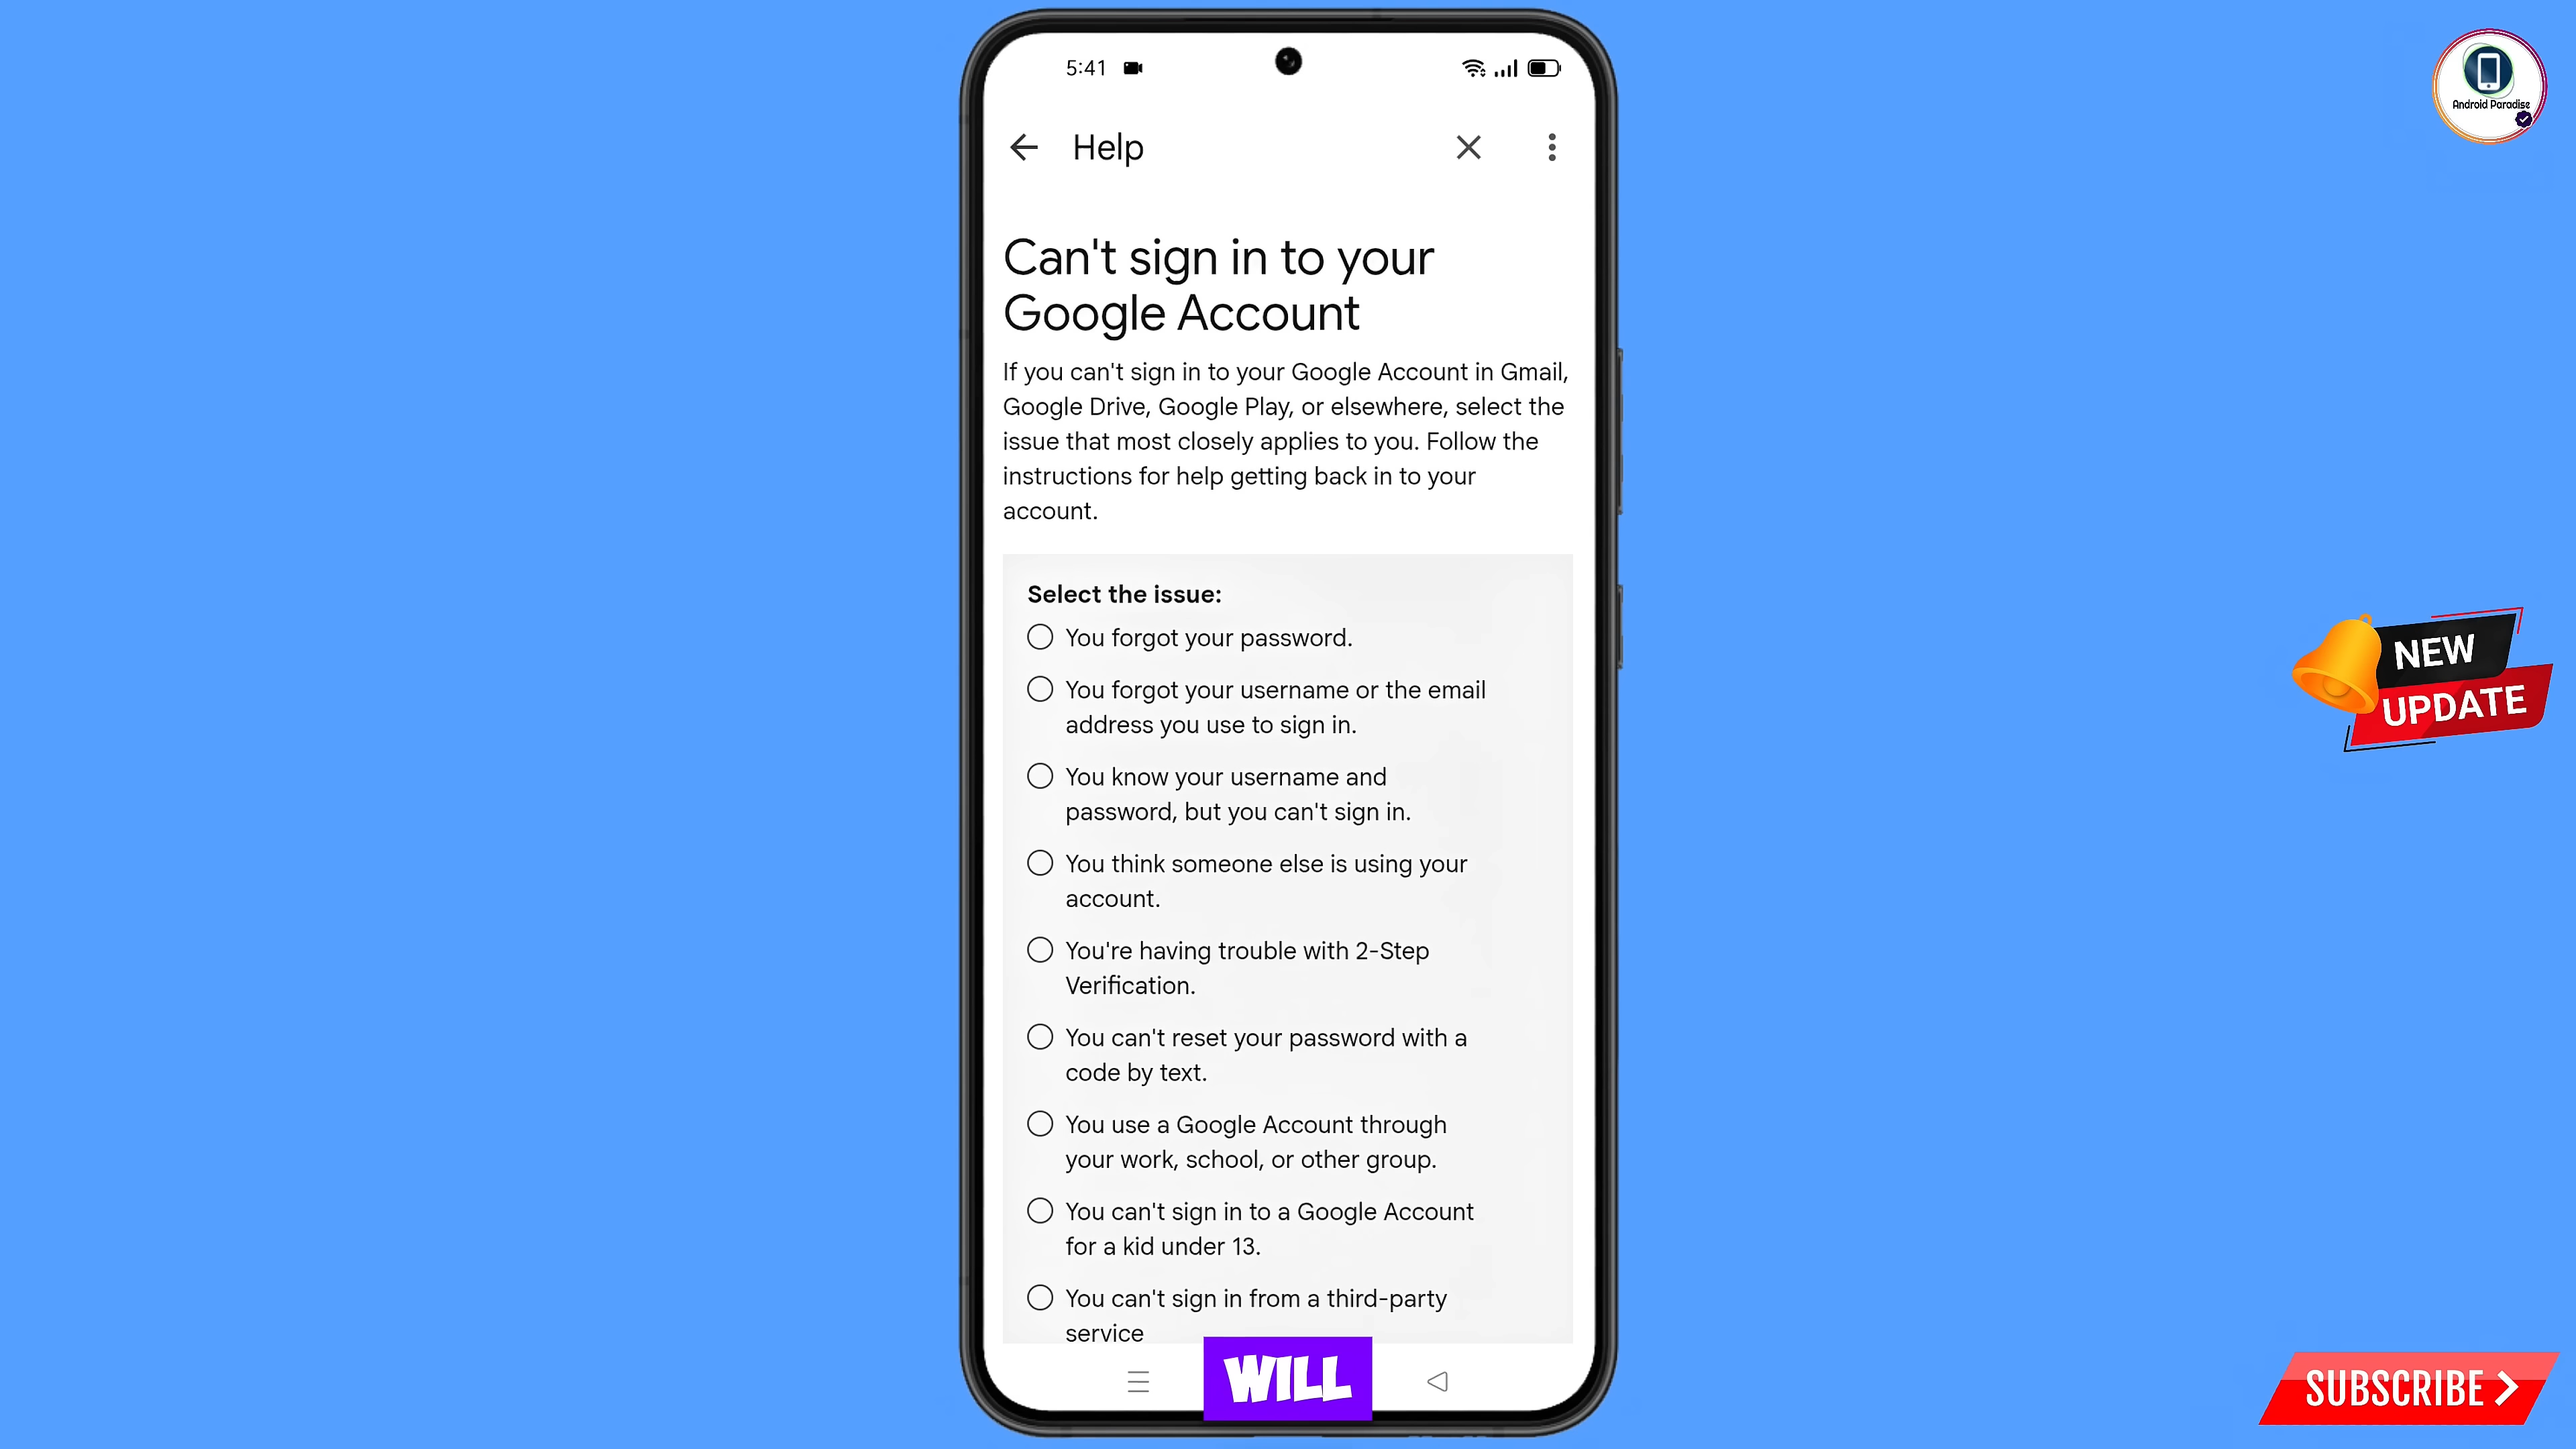 5:41
Android Paradise
Help
Can't sign in to your
Google Account
If you can't sign in to your Google Account in Gmail,
Google Drive, Google Play, or elsewhere, select the
issue that most closely applies to you. Follow the
instructions for help getting back in to your
account.
Select the issue:
You forgot your password.
You forgot your username or the email
address you use to sign in.
You know your username and
password, but you can't sign in.
You think someone else is using your
account.
You're having trouble with 2-Step
Verification.
You can't reset your password with a
code by text.
You use a Google Account through
your work, school, or other group.
You can't sign in to a Google Account
for a kid under 13.
You can't sign in from a third-party
service
WILL
NEW
UPDATE
SUBSCRIBE